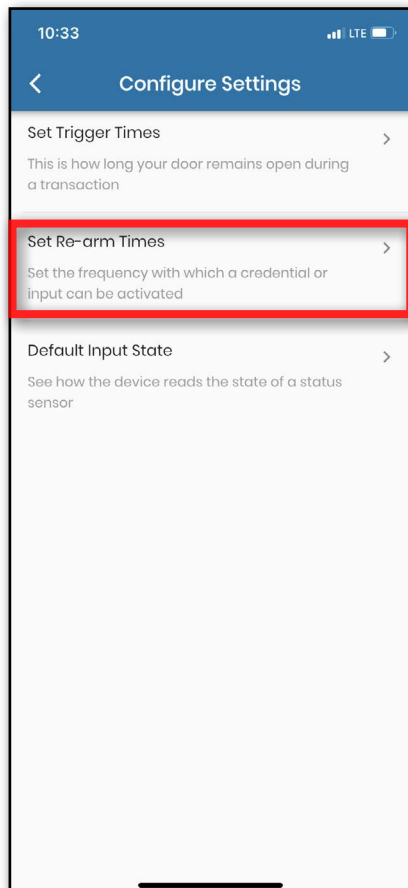 10:33
LTE
Configure Settings
Set Trigger Times
This is how long your door remains open during
a transaction
Set Re-arm Times
Set the frequency with which a credential or
input can be activated
Default Input State
See how the device reads the state of a status
sensor